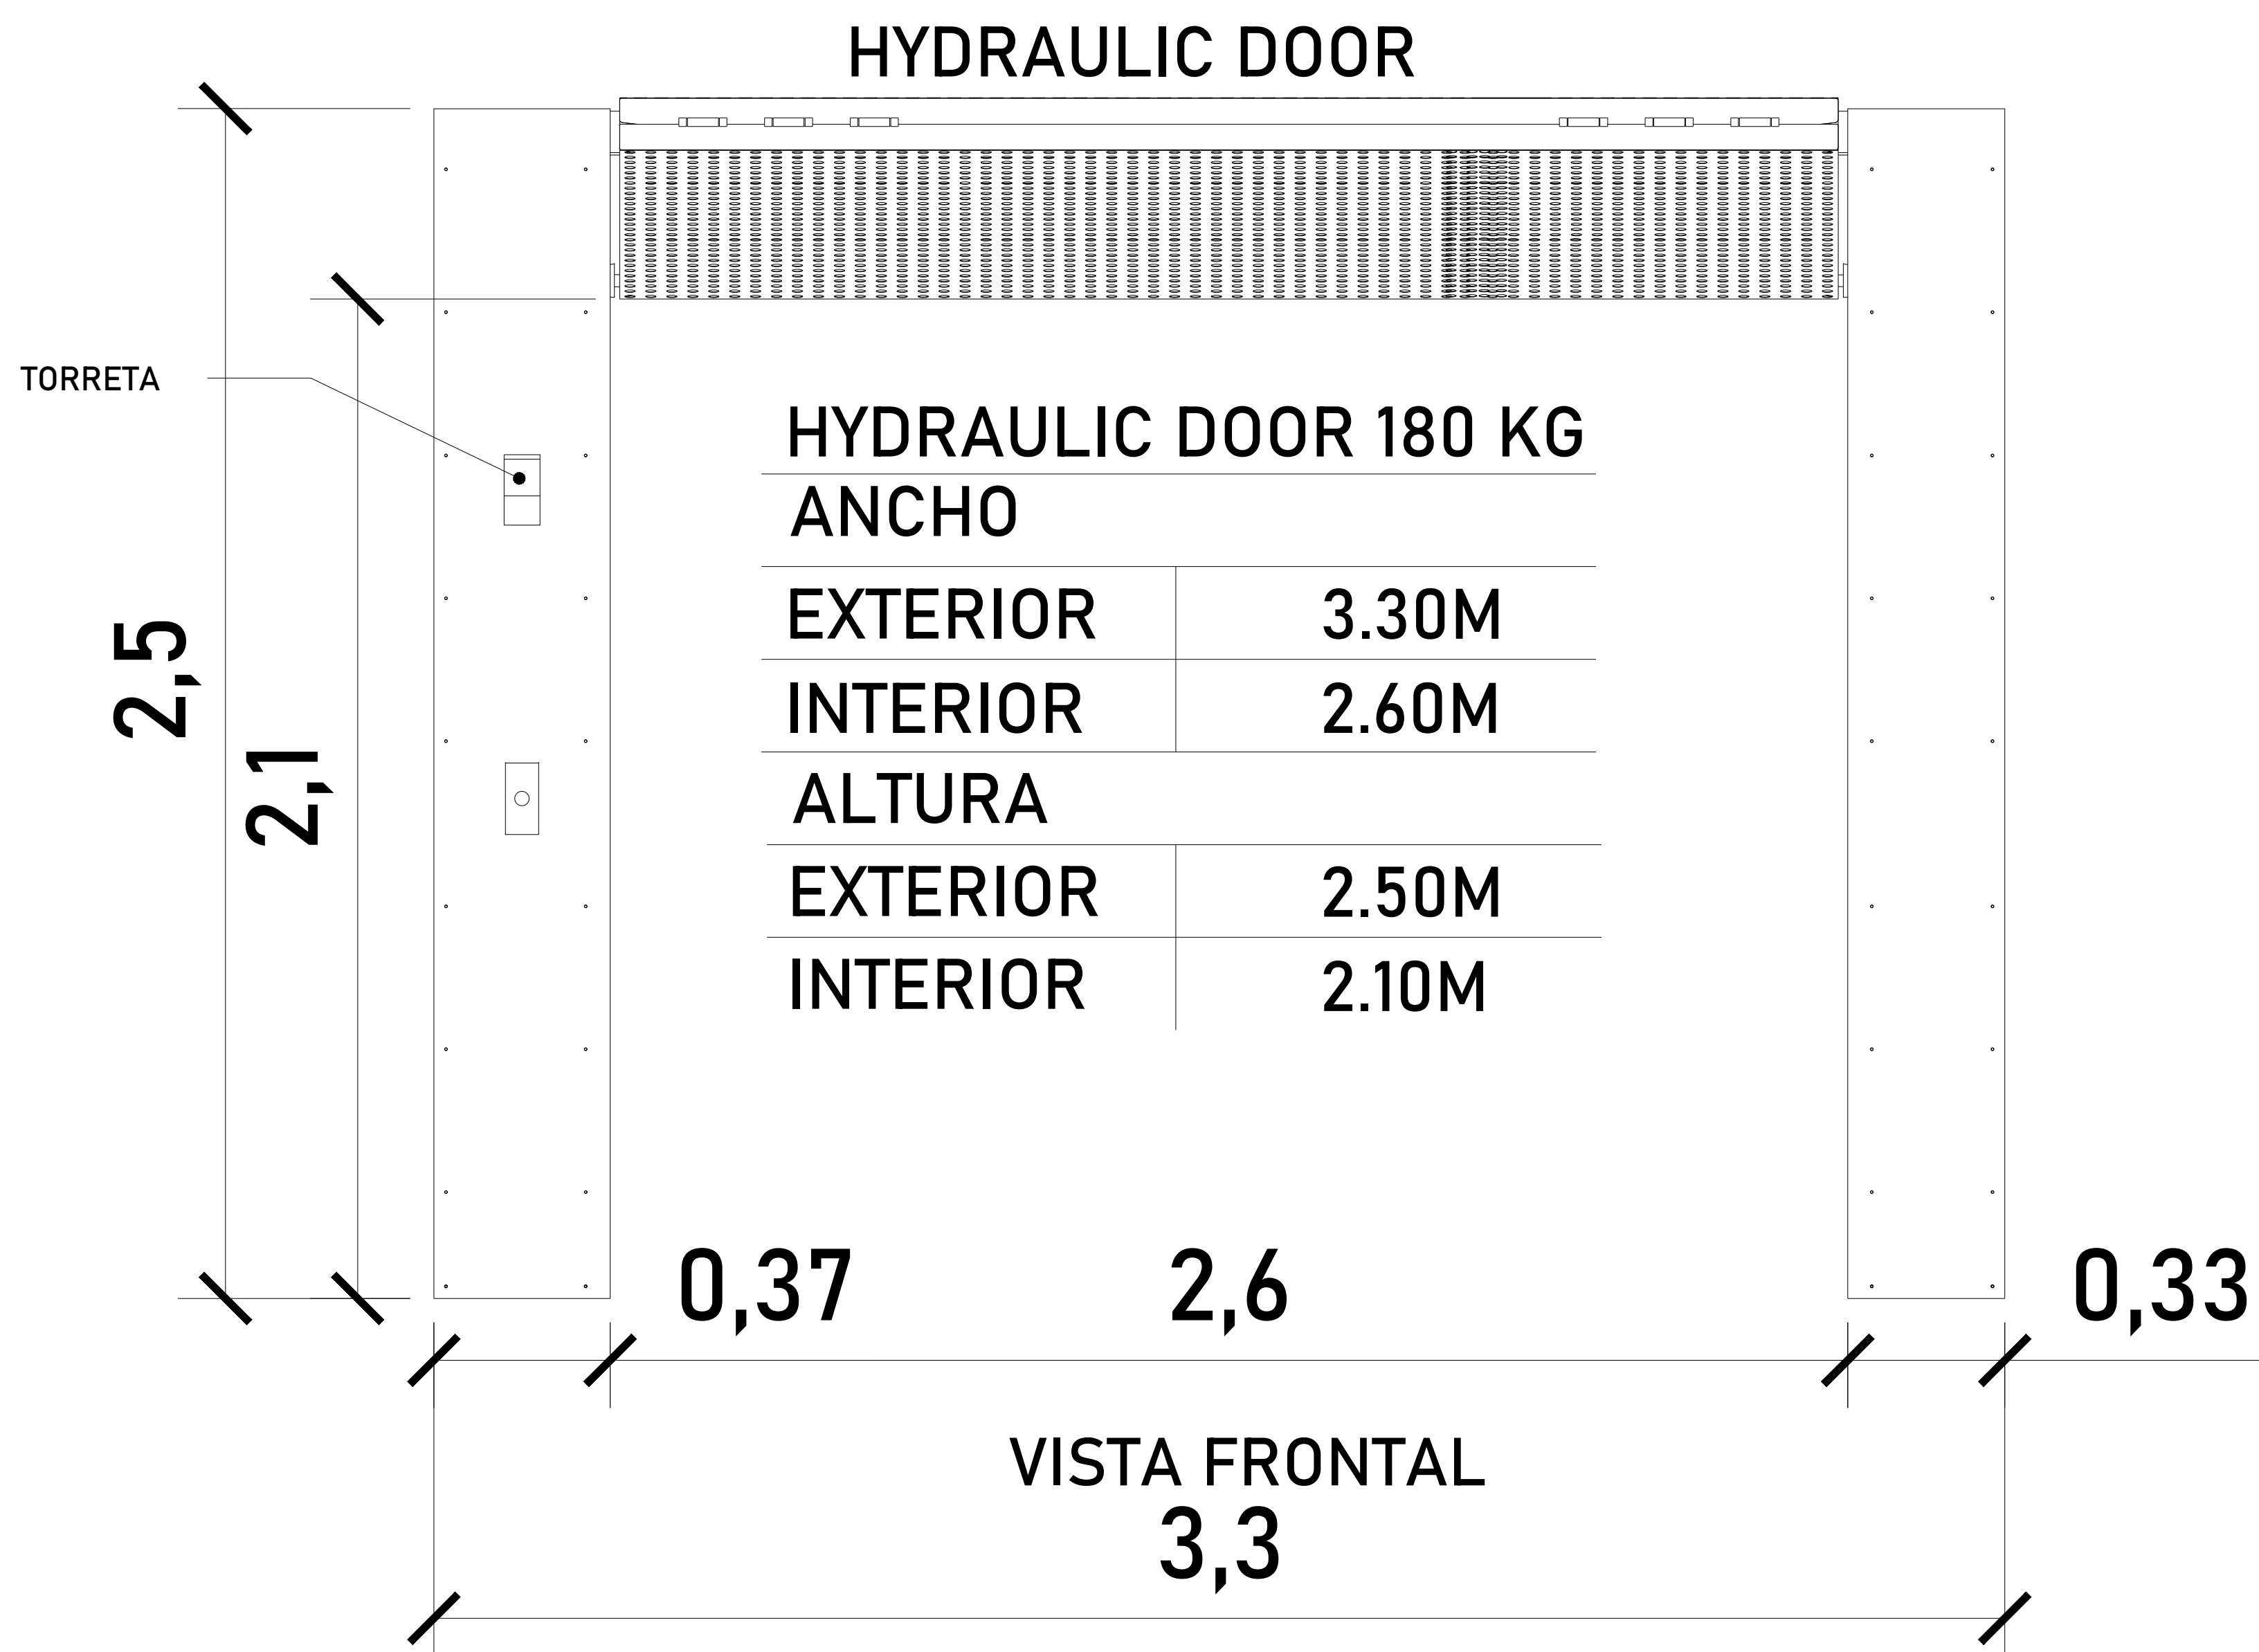 HYDRAULIC DOOR
TORRETA
HYDRAULIC DOOR 180 KG
ANCHO
EXTERIOR 3.30M
INTERIOR 2.60M
ALTURA
EXTERIOR 2.50M
INTERIOR 2.10M
2,5
2,1
0,37 2,6 0,33
VISTA FRONTAL
3,3